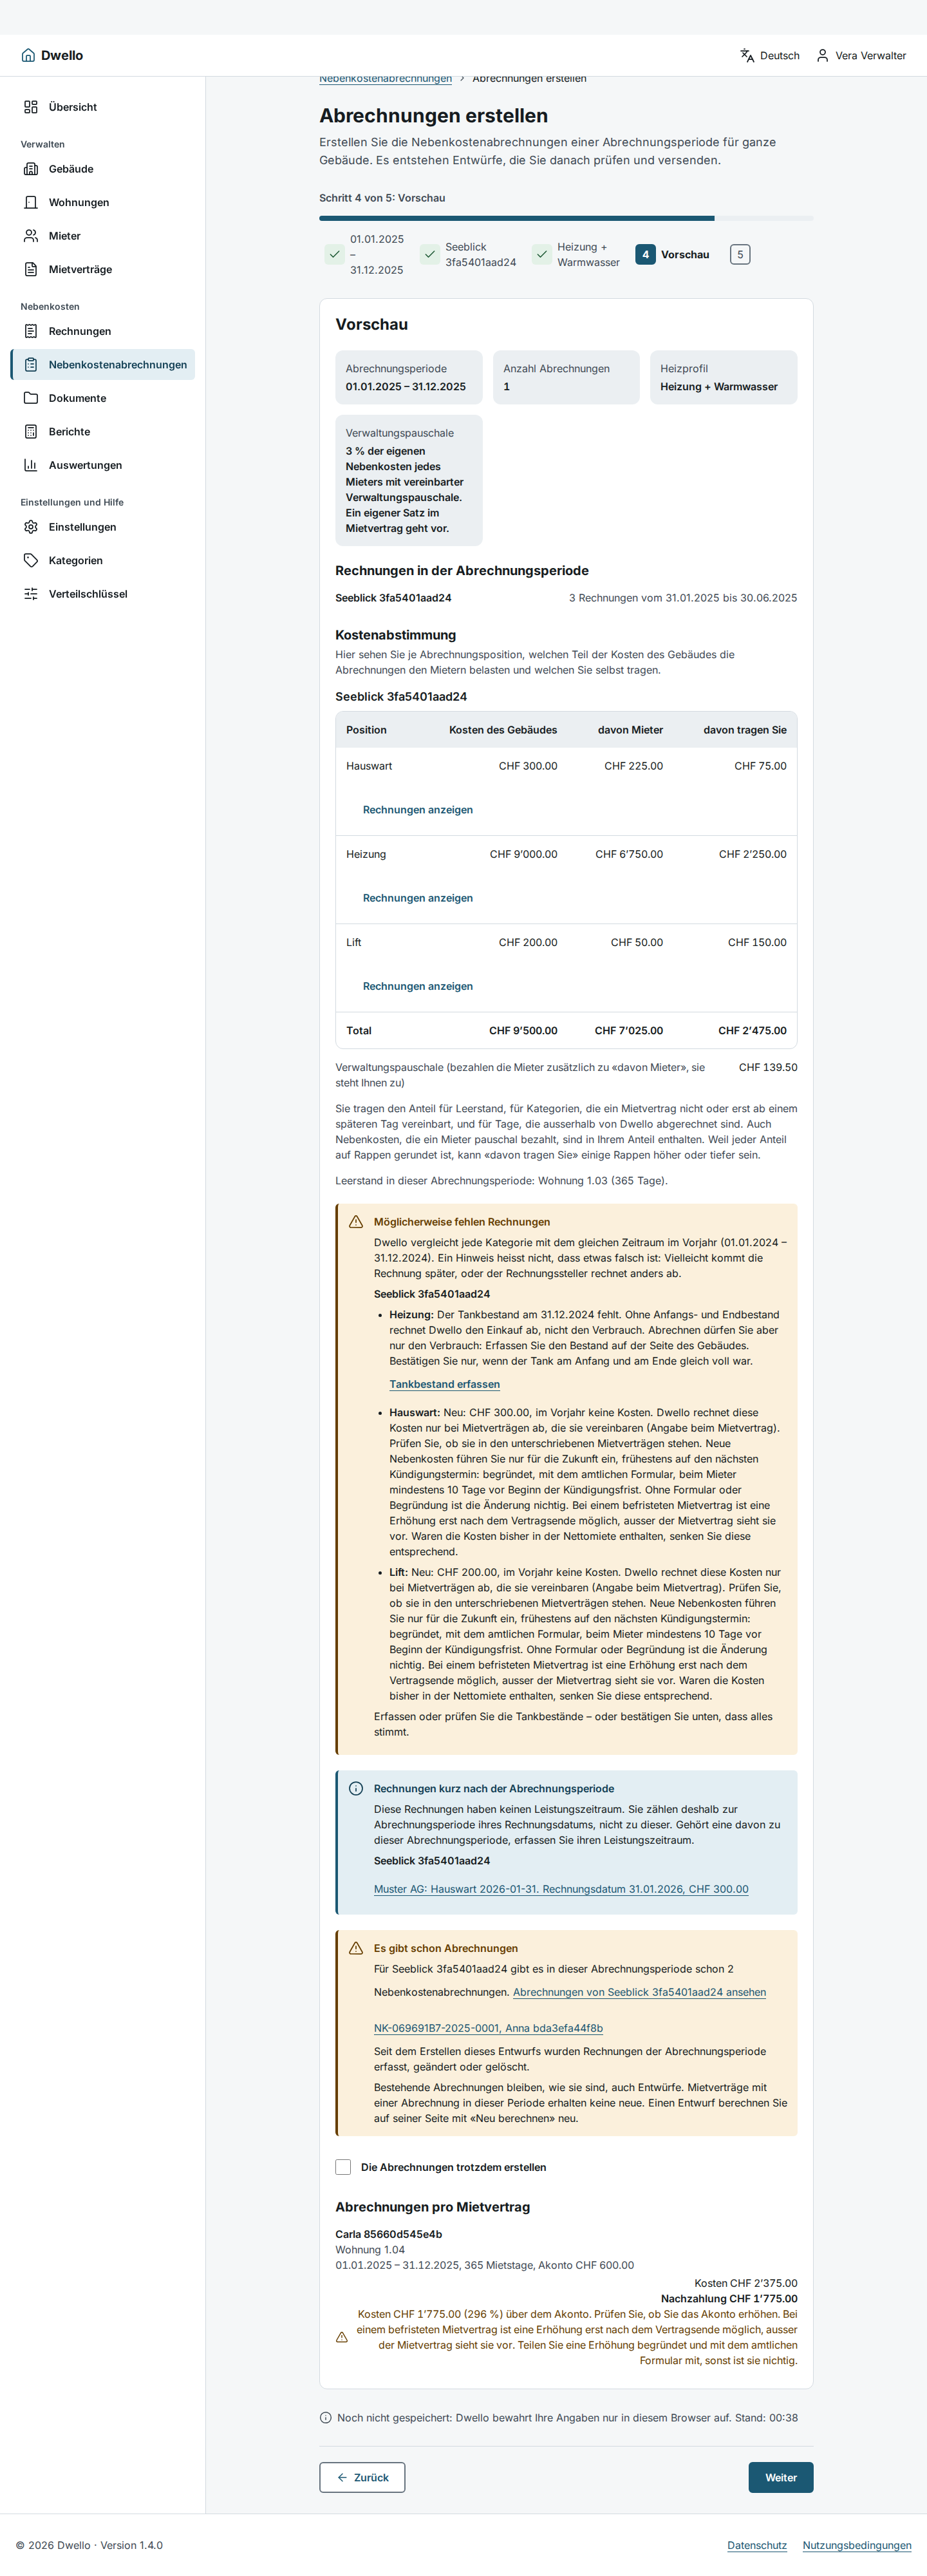 Dwello
Deutsch
Vera Verwalter
Übersicht
Verwalten
Gebäude
Wohnungen
Mieter
Mietverträge
Nebenkosten
Rechnungen
Nebenkostenabrechnungen
Dokumente
Berichte
Auswertungen
Einstellungen und Hilfe
Einstellungen
Kategorien
Verteilschlüssel
Nebenkostenabrechnungen > Abrechnungen erstellen
Abrechnungen erstellen
Erstellen Sie die Nebenkostenabrechnungen einer Abrechnungsperiode für ganze
Gebäude. Es entstehen Entwürfe, die Sie danach prüfen und versenden.
Schritt 4 von 5: Vorschau
01.01.2025
–
31.12.2025
Seeblick
3fa5401aad24
Heizung +
Warmwasser
4 Vorschau
5
Vorschau
Abrechnungsperiode
01.01.2025 – 31.12.2025
Anzahl Abrechnungen
1
Heizprofil
Heizung + Warmwasser
Verwaltungspauschale
3 % der eigenen
Nebenkosten jedes
Mieters mit vereinbarter
Verwaltungspauschale.
Ein eigener Satz im
Mietvertrag geht vor.
Rechnungen in der Abrechnungsperiode
Seeblick 3fa5401aad24 3 Rechnungen vom 31.01.2025 bis 30.06.2025
Kostenabstimmung
Hier sehen Sie je Abrechnungsposition, welchen Teil der Kosten des Gebäudes die
Abrechnungen den Mietern belasten und welchen Sie selbst tragen.
Seeblick 3fa5401aad24
Position Kosten des Gebäudes davon Mieter davon tragen Sie
Hauswart CHF 300.00 CHF 225.00 CHF 75.00
Rechnungen anzeigen
Heizung CHF 9’000.00 CHF 6’750.00 CHF 2’250.00
Rechnungen anzeigen
Lift CHF 200.00 CHF 50.00 CHF 150.00
Rechnungen anzeigen
Total CHF 9’500.00 CHF 7’025.00 CHF 2’475.00
Verwaltungspauschale (bezahlen die Mieter zusätzlich zu «davon Mieter», sie
steht Ihnen zu)
CHF 139.50
Sie tragen den Anteil für Leerstand, für Kategorien, die ein Mietvertrag nicht oder erst ab einem
späteren Tag vereinbart, und für Tage, die ausserhalb von Dwello abgerechnet sind. Auch
Nebenkosten, die ein Mieter pauschal bezahlt, sind in Ihrem Anteil enthalten. Weil jeder Anteil
auf Rappen gerundet ist, kann «davon tragen Sie» einige Rappen höher oder tiefer sein.
Leerstand in dieser Abrechnungsperiode: Wohnung 1.03 (365 Tage).
Möglicherweise fehlen Rechnungen
Dwello vergleicht jede Kategorie mit dem gleichen Zeitraum im Vorjahr (01.01.2024 –
31.12.2024). Ein Hinweis heisst nicht, dass etwas falsch ist: Vielleicht kommt die
Rechnung später, oder der Rechnungssteller rechnet anders ab.
Seeblick 3fa5401aad24
• Heizung: Der Tankbestand am 31.12.2024 fehlt. Ohne Anfangs- und Endbestand
rechnet Dwello den Einkauf ab, nicht den Verbrauch. Abrechnen dürfen Sie aber
nur den Verbrauch: Erfassen Sie den Bestand auf der Seite des Gebäudes.
Bestätigen Sie nur, wenn der Tank am Anfang und am Ende gleich voll war.
Tankbestand erfassen
• Hauswart: Neu: CHF 300.00, im Vorjahr keine Kosten. Dwello rechnet diese
Kosten nur bei Mietverträgen ab, die sie vereinbaren (Angabe beim Mietvertrag).
Prüfen Sie, ob sie in den unterschriebenen Mietverträgen stehen. Neue
Nebenkosten führen Sie nur für die Zukunft ein, frühestens auf den nächsten
Kündigungstermin: begründet, mit dem amtlichen Formular, beim Mieter
mindestens 10 Tage vor Beginn der Kündigungsfrist. Ohne Formular oder
Begründung ist die Änderung nichtig. Bei einem befristeten Mietvertrag ist eine
Erhöhung erst nach dem Vertragsende möglich, ausser der Mietvertrag sieht sie
vor. Waren die Kosten bisher in der Nettomiete enthalten, senken Sie diese
entsprechend.
• Lift: Neu: CHF 200.00, im Vorjahr keine Kosten. Dwello rechnet diese Kosten nur
bei Mietverträgen ab, die sie vereinbaren (Angabe beim Mietvertrag). Prüfen Sie,
ob sie in den unterschriebenen Mietverträgen stehen. Neue Nebenkosten führen
Sie nur für die Zukunft ein, frühestens auf den nächsten Kündigungstermin:
begründet, mit dem amtlichen Formular, beim Mieter mindestens 10 Tage vor
Beginn der Kündigungsfrist. Ohne Formular oder Begründung ist die Änderung
nichtig. Bei einem befristeten Mietvertrag ist eine Erhöhung erst nach dem
Vertragsende möglich, ausser der Mietvertrag sieht sie vor. Waren die Kosten
bisher in der Nettomiete enthalten, senken Sie diese entsprechend.
Erfassen oder prüfen Sie die Tankbestände – oder bestätigen Sie unten, dass alles
stimmt.
Rechnungen kurz nach der Abrechnungsperiode
Diese Rechnungen haben keinen Leistungszeitraum. Sie zählen deshalb zur
Abrechnungsperiode ihres Rechnungsdatums, nicht zu dieser. Gehört eine davon zu
dieser Abrechnungsperiode, erfassen Sie ihren Leistungszeitraum.
Seeblick 3fa5401aad24
Muster AG: Hauswart 2026-01-31. Rechnungsdatum 31.01.2026, CHF 300.00
Es gibt schon Abrechnungen
Für Seeblick 3fa5401aad24 gibt es in dieser Abrechnungsperiode schon 2
Nebenkostenabrechnungen. Abrechnungen von Seeblick 3fa5401aad24 ansehen
NK-069691B7-2025-0001, Anna bda3efa44f8b
Seit dem Erstellen dieses Entwurfs wurden Rechnungen der Abrechnungsperiode
erfasst, geändert oder gelöscht.
Bestehende Abrechnungen bleiben, wie sie sind, auch Entwürfe. Mietverträge mit
einer Abrechnung in dieser Periode erhalten keine neue. Einen Entwurf berechnen Sie
auf seiner Seite mit «Neu berechnen» neu.
Die Abrechnungen trotzdem erstellen
Abrechnungen pro Mietvertrag
Carla 85660d545e4b
Wohnung 1.04
01.01.2025 – 31.12.2025, 365 Mietstage, Akonto CHF 600.00
Kosten CHF 2’375.00
Nachzahlung CHF 1’775.00
Kosten CHF 1’775.00 (296 %) über dem Akonto. Prüfen Sie, ob Sie das Akonto erhöhen. Bei
einem befristeten Mietvertrag ist eine Erhöhung erst nach dem Vertragsende möglich, ausser
der Mietvertrag sieht sie vor. Teilen Sie eine Erhöhung begründet und mit dem amtlichen
Formular mit, sonst ist sie nichtig.
Noch nicht gespeichert: Dwello bewahrt Ihre Angaben nur in diesem Browser auf. Stand: 00:38
Zurück
Weiter
© 2026 Dwello · Version 1.4.0
Datenschutz
Nutzungsbedingungen